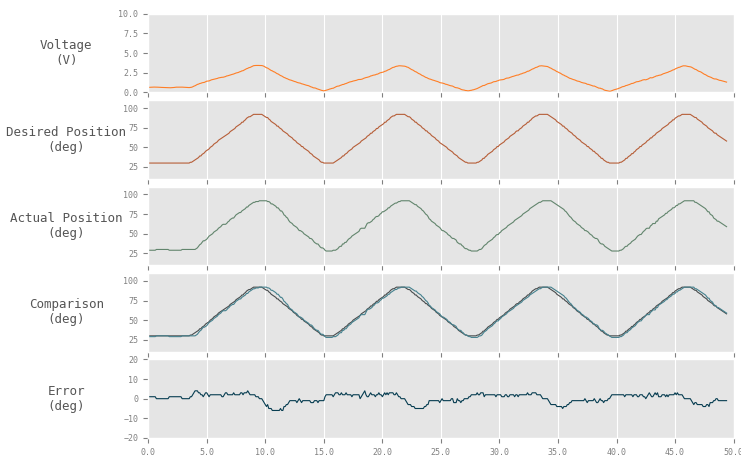 10.0
7.5
Voltage
(V)
5.0
2.5
0.0
100
Desired Position
(deg)
75
50
25
100
Actual Position
(deg)
75
50
25
100
Comparison
(deg)
75
50
25
20
10
Error
(deg)
0
−10
−20
0.0 5.0 10.0 15.0 20.0 25.0 30.0 35.0 40.0 45.0 50.0